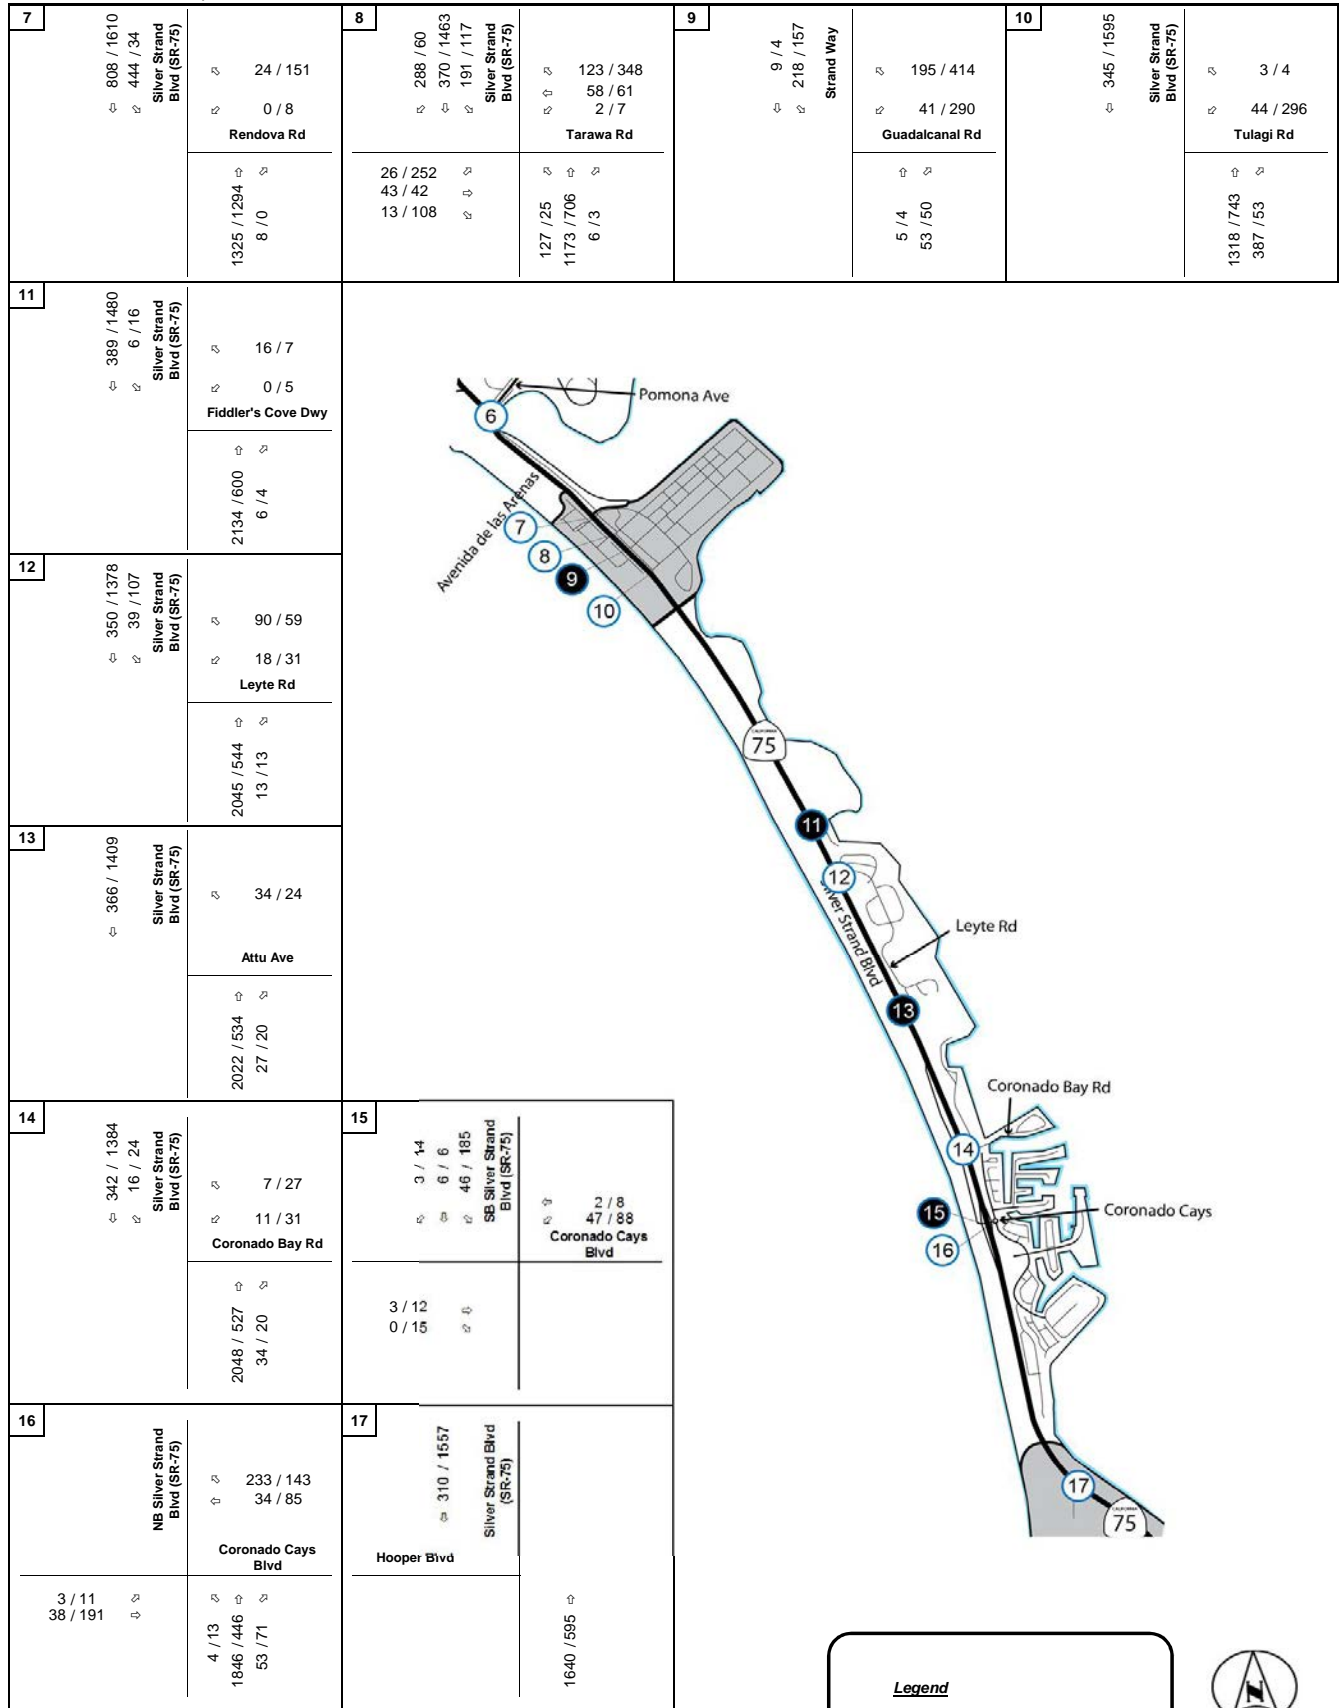 7
808 / 1610
444 / 34
Silver Strand
Blvd (SR-75)
24 / 151
0 / 8
Rendova Rd
1325 / 1294
8 / 0
8
288 / 60
370 / 1463
191 / 117
Silver Strand
Blvd (SR-75)
123 / 348
58 / 61
2 / 7
Tarawa Rd
26 / 252
43 / 42
13 / 108
127 / 25
1173 / 706
6 / 3
9
9 / 4
218 / 157
Strand Way
195 / 414
41 / 290
Guadalcanal Rd
5 / 4
53 / 50
10
345 / 1595
Silver Strand
Blvd (SR-75)
3 / 4
44 / 296
Tulagi Rd
1318 / 743
387 / 53
11
389 / 1480
6 / 16
Silver Strand
Blvd (SR-75)
16 / 7
0 / 5
Fiddler's Cove Dwy
2134 / 600
6 / 4
12
350 / 1378
39 / 107
Silver Strand
Blvd (SR-75)
90 / 59
18 / 31
Leyte Rd
2045 / 544
13 / 13
13
366 / 1409
Silver Strand
Blvd (SR-75)
34 / 24
Attu Ave
2022 / 534
27 / 20
14
342 / 1384
16 / 24
Silver Strand
Blvd (SR-75)
7 / 27
11 / 31
Coronado Bay Rd
2048 / 527
34 / 20
15
3 / 14
6 / 6
46 / 185
SB Silver Strand
Blvd (SR-75)
2 / 8
47 / 88
Coronado Cays
Blvd
3 / 12
0 / 15
16
NB Silver Strand
Blvd (SR-75)
233 / 143
34 / 85
Coronado Cays
Blvd
3 / 11
38 / 191
4 / 13
1846 / 446
53 / 71
17
310 / 1557
Silver Strand Blvd
(SR-75)
Hooper Blvd
1640 / 595
Pomona Ave
6
Avenida de las Arenas
7
8
9
10
CALIFORNIA
75
11
12
Silver Strand Blvd
Leyte Rd
13
Coronado Bay Rd
14
15
Coronado Cays
16
17
CALIFORNIA
75
Legend
N